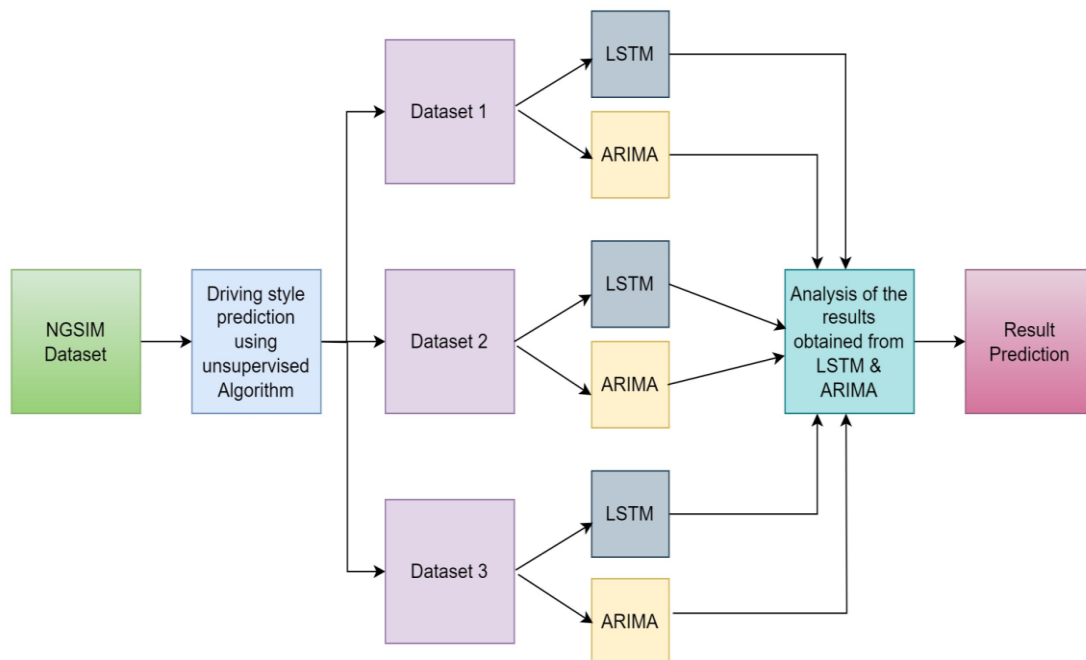 NGSIM
Dataset
Driving style
prediction
using
unsupervised
Algorithm
Dataset 1
LSTM
ARIMA
Dataset 2
LSTM
ARIMA
Dataset 3
LSTM
ARIMA
Analysis of the
results
obtained from
LSTM &
ARIMA
Result
Prediction